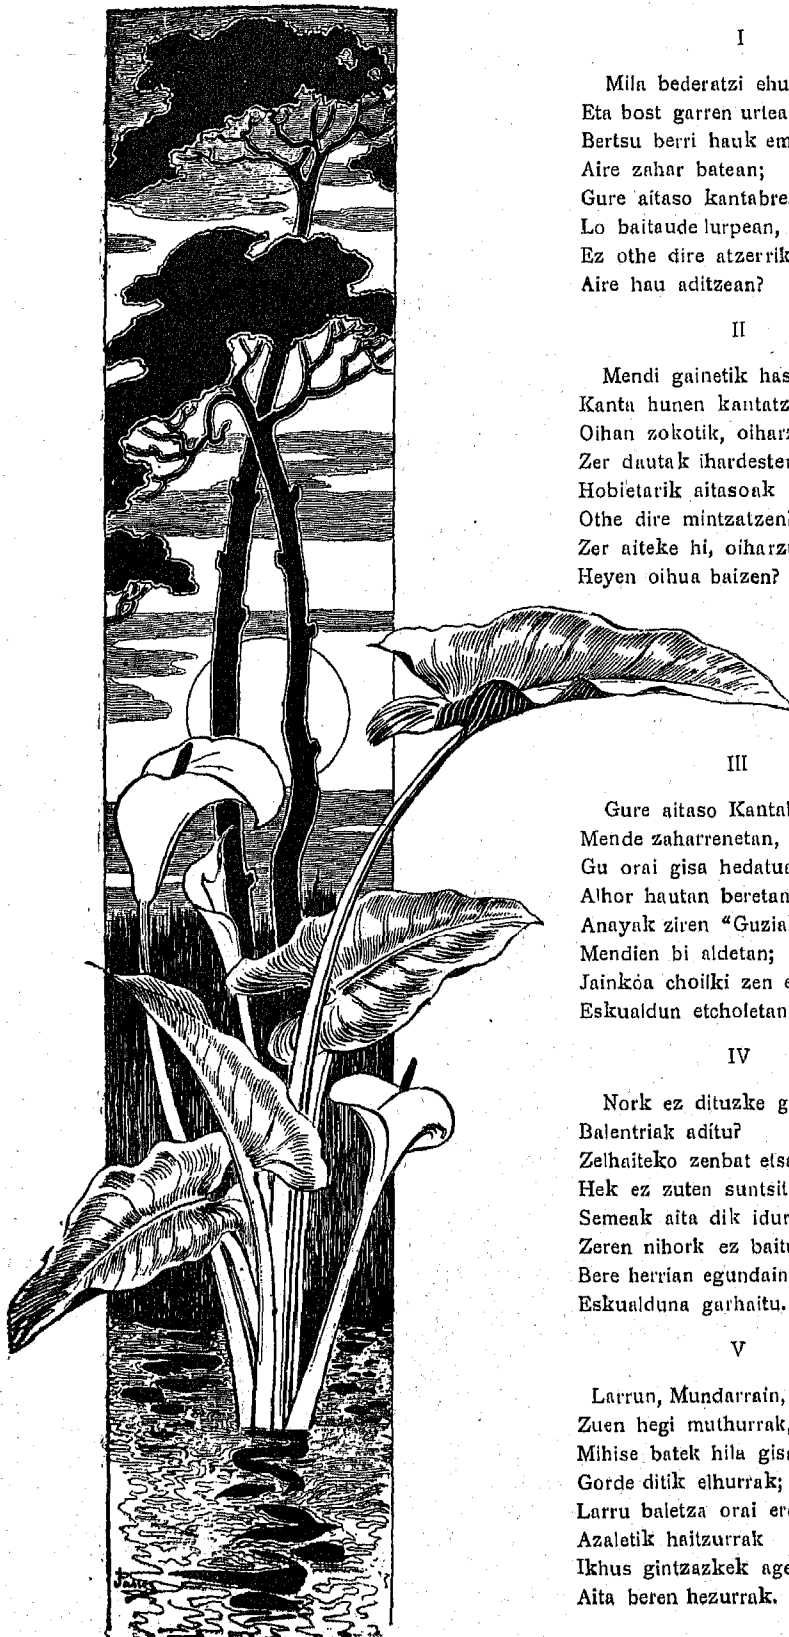 I
Mila bederatzi ehu
Eta bost garren urtea
Bertsu berri hauk em
Aire zahar batean;
Gure aitaso kantabre
Lo baitaude lurpean,
Ez othe dire atzerrik
Aire hau aditzean?
II
Mendi gainetik has
Kanta hunen kantatz
Oihan zokotik, oiharz
Zer dautak ihardesten
Hobietarik aitasoak
Othe dire mintzatzen?
Zer aiteke hi, oiharz
Heyen oihua baizen?
III
Gure aitaso Kantal
Mende zaharrenetan,
Gu orai gisa hedatua
Alhor hautan beretan
Anayak ziren “Guzia
Mendien bi aldetan;
Jainkoa choilki zen e
Eskualdun etcholetan
IV
Nork ez dituzke g
Balentriak aditu?
Zelhaiteko zenbat etsa
Hek ez zuten suntsit
Semeak aita dik idur
Zeren nihork ez baitu
Bere herrian egundain
Eskualduna garhaitu.
V
Larrun, Mundarrain,
Zuen hegi muthurrak,
Mihise batek hila gisa
Gorde ditik elhurrak;
Larru baletza orai ere
Azaletik haitzurrak
Ikhus gintzazkek age
Aita beren hezurrak.